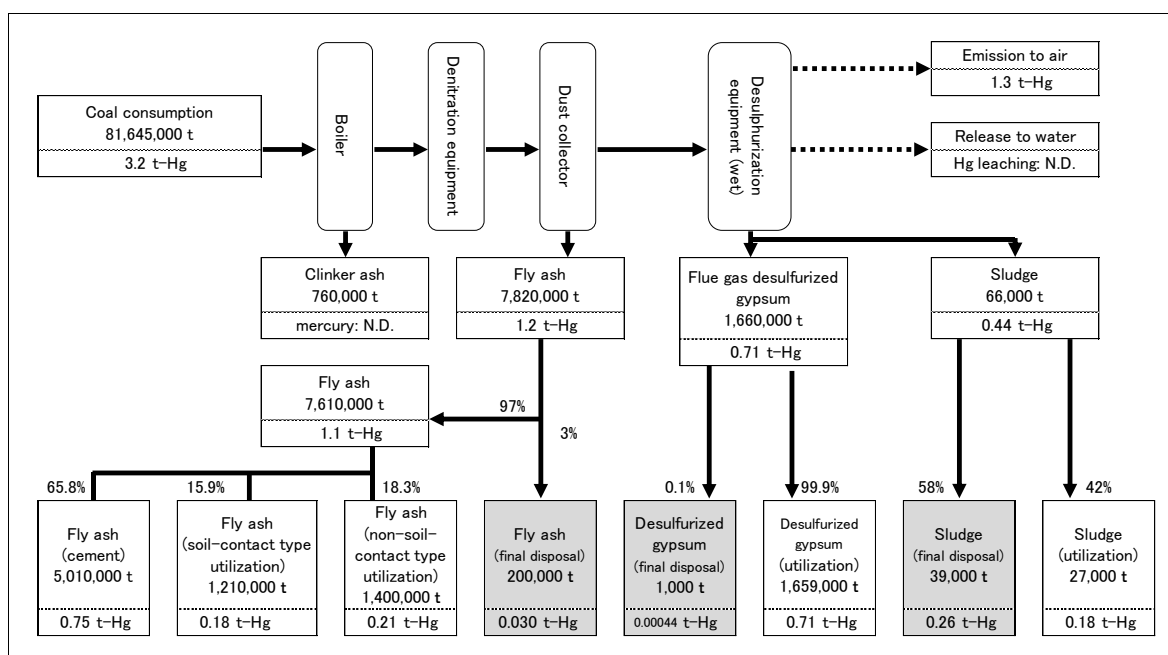 Coal consumption
81,645,000 t
3.2 t-Hg
Boiler
Denitration equipment
Dust collector
Desulphurization
equipment (wet)
Emission to air
1.3 t-Hg
Release to water
Hg leaching: N.D.
Clinker ash
760,000 t
mercury: N.D.
Fly ash
7,820,000 t
1.2 t-Hg
Flue gas desulfurized
gypsum
1,660,000 t
0.71 t-Hg
Sludge
66,000 t
0.44 t-Hg
Fly ash
7,610,000 t
1.1 t-Hg
97%
3%
65.8%
15.9%
18.3%
0.1%
99.9%
58%
42%
Fly ash
(cement)
5,010,000 t
0.75 t-Hg
Fly ash
(soil-contact type
utilization)
1,210,000 t
0.18 t-Hg
Fly ash
(non-soil-
contact type
utilization)
1,400,000 t
0.21 t-Hg
Fly ash
(final disposal)
200,000 t
0.030 t-Hg
Desulfurized
gypsum
(final disposal)
1,000 t
0.00044 t-Hg
Desulfurized
gypsum
(utilization)
1,659,000 t
0.71 t-Hg
Sludge
(final disposal)
39,000 t
0.26 t-Hg
Sludge
(utilization)
27,000 t
0.18 t-Hg